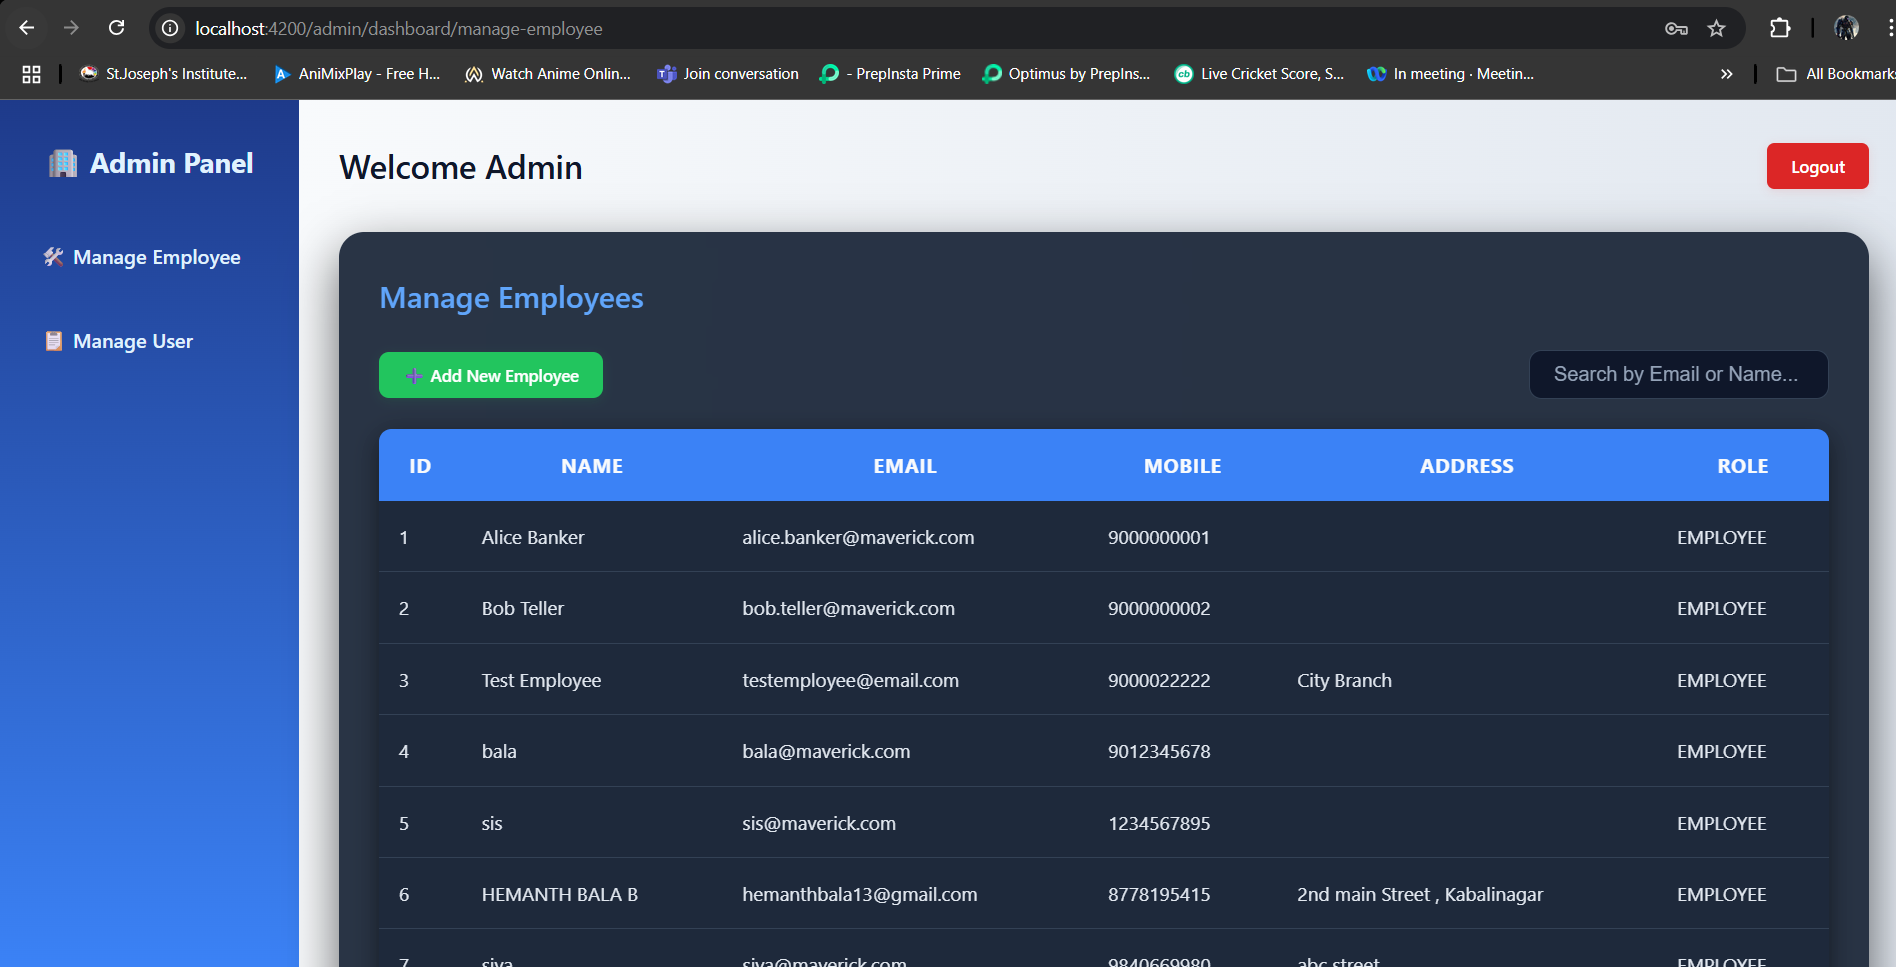 localhost:4200/admin/dashboard/manage-employee
St.Joseph's Institute... AniMixPlay - Free H... Watch Anime Onlin... Join conversation - PrepInsta Prime Optimus by PrepIns... Live Cricket Score, S... In meeting · Meetin... » All Bookmarks
Admin Panel
Manage Employee
Manage User
Welcome Admin
Logout
Manage Employees
Add New Employee
Search by Email or Name...
ID NAME EMAIL MOBILE ADDRESS ROLE
1 Alice Banker alice.banker@maverick.com 9000000001 EMPLOYEE
2 Bob Teller bob.teller@maverick.com 9000000002 EMPLOYEE
3 Test Employee testemployee@email.com 9000022222 City Branch EMPLOYEE
4 bala bala@maverick.com 9012345678 EMPLOYEE
5 sis sis@maverick.com 1234567895 EMPLOYEE
6 HEMANTH BALA B hemanthbala13@gmail.com 8778195415 2nd main Street , Kabalinagar EMPLOYEE
7 siva siva@maverick.com 9840669980 abc street EMPLOYEE